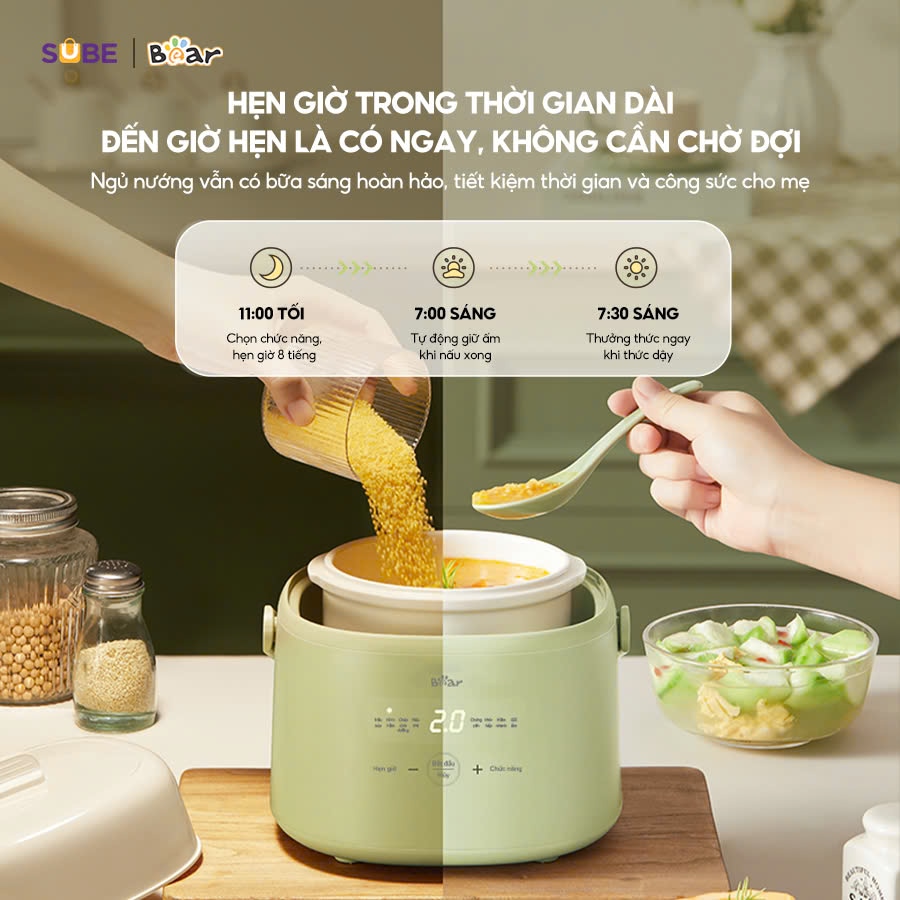 SUBE | Bear
HẸN GIỜ TRONG THỜI GIAN DÀI
ĐẾN GIỜ HẸN LÀ CÓ NGAY, KHÔNG CẦN CHỜ ĐỢI
Ngủ nướng vẫn có bữa sáng hoàn hảo, tiết kiệm thời gian và công sức cho mẹ
11:00 TỐI
Chọn chức năng,
hẹn giờ 8 tiếng
7:00 SÁNG
Tự động giữ ấm
khi nấu xong
7:30 SÁNG
Thưởng thức ngay
khi thức dậy
Bear
2.0
Hẹn giờ − Bắt đầu + Chức năng
Hủy